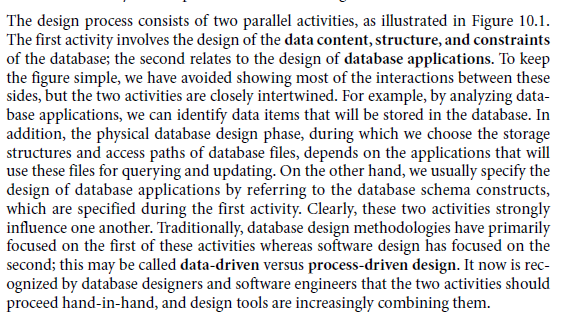 The design process consists of two parallel activities, as illustrated in Figure 10.1.
The first activity involves the design of the data content, structure, and constraints
of the database; the second relates to the design of database applications. To keep
the figure simple, we have avoided showing most of the interactions between these
sides, but the two activities are closely intertwined. For example, by analyzing data-
base applications, we can identify data items that will be stored in the database. In
addition, the physical database design phase, during which we choose the storage
structures and access paths of database files, depends on the applications that will
use these files for querying and updating. On the other hand, we usually specify the
design of database applications by referring to the database schema constructs,
which are specified during the first activity. Clearly, these two activities strongly
influence one another. Traditionally, database design methodologies have primarily
focused on the first of these activities whereas software design has focused on the
second; this may be called data-driven versus process-driven design. It now is rec-
ognized by database designers and software engineers that the two activities should
proceed hand-in-hand, and design tools are increasingly combining them.